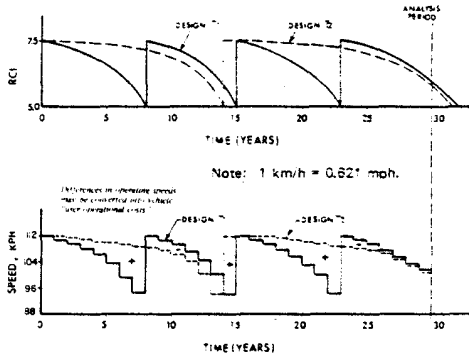 ANALYSIS
PERIOD
DESIGN 1
DESIGN 2
7.5
5.0
RCI
0 5 10 15 20 25 30
TIME (YEARS)
Note: 1 km/h = 0.621 mph.
Differences in operating speeds
may be converted into vehicle
"user operational costs"
DESIGN
DESIGN
112
104
96
88
SPEED, KPH
0 5 10 15 20 25 30
TIME (YEARS)